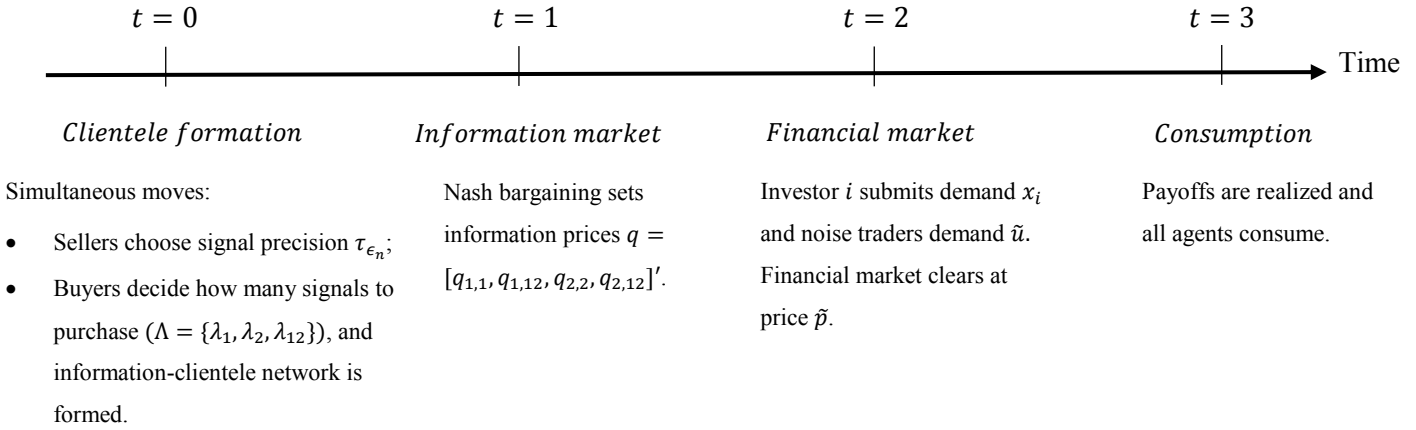 t = 0
t = 1
t = 2
t = 3
Time
Clientele formation
Information market
Financial market
Consumption
Simultaneous moves:
• Sellers choose signal precision τ_{ϵ_n};
• Buyers decide how many signals to
purchase (Λ = {λ_1, λ_2, λ_{12}}), and
information-clientele network is
formed.
Nash bargaining sets
information prices q =
[q_{1,1}, q_{1,12}, q_{2,2}, q_{2,12}]′.
Investor i submits demand x_i
and noise traders demand ũ.
Financial market clears at
price p̃.
Payoffs are realized and
all agents consume.